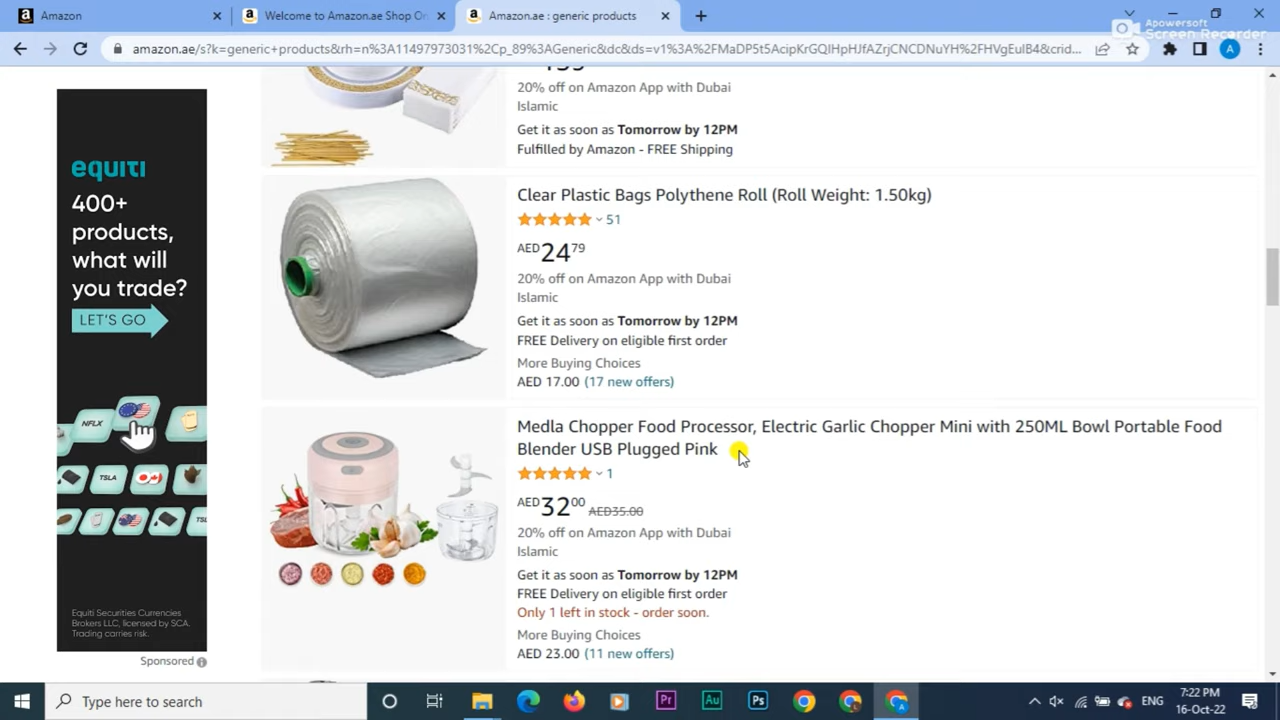 Amazon
Welcome to Amazon.ae Shop On
Amazon.ae : generic products
Apowersoft
Screen Recorder
amazon.ae/s?k=generic+products&rh=n%3A11497973031%2Cp_89%3AGeneric&dc&ds=v1%3A%2FMaDP5t5AcipKrGQIHpHJfAZrjCNCDNuYH%2FHVgEuIB4&crid...
A
20% off on Amazon App with Dubai
Islamic
Get it as soon as Tomorrow by 12PM
Fulfilled by Amazon - FREE Shipping
equiti
400+
products,
what will
you trade?
LET'S GO
NFLX
TSLA
TSL
Equiti Securities Currencies
Brokers LLC, licensed by SCA.
Trading carries risk.
Sponsored
Clear Plastic Bags Polythene Roll (Roll Weight: 1.50kg)
51
AED 24 79
20% off on Amazon App with Dubai
Islamic
Get it as soon as Tomorrow by 12PM
FREE Delivery on eligible first order
More Buying Choices
AED 17.00 (17 new offers)
Medla Chopper Food Processor, Electric Garlic Chopper Mini with 250ML Bowl Portable Food
Blender USB Plugged Pink
1
AED 32 00 AED35.00
20% off on Amazon App with Dubai
Islamic
Get it as soon as Tomorrow by 12PM
FREE Delivery on eligible first order
Only 1 left in stock - order soon.
More Buying Choices
AED 23.00 (11 new offers)
Type here to search
Pr
Au
Ps
ENG
7:22 PM
16-Oct-22